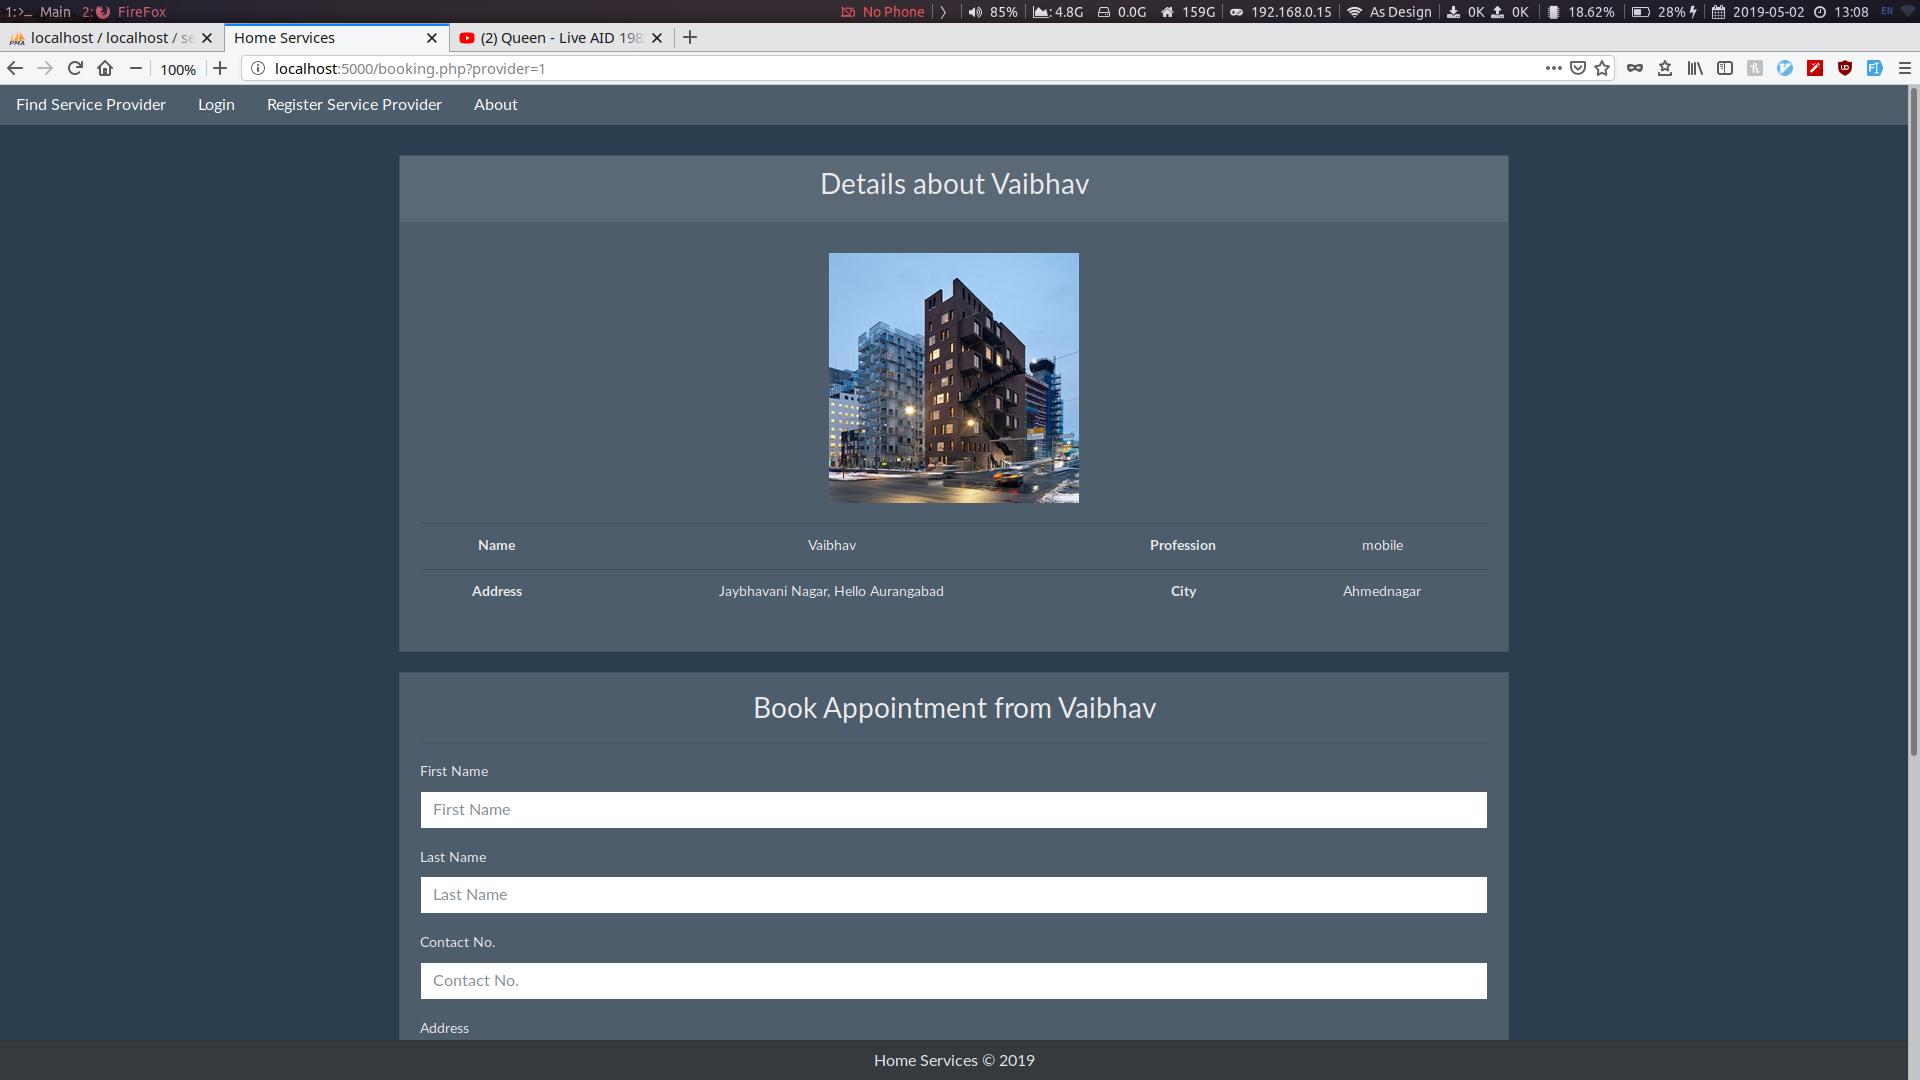 1:>_ Main 2: FireFox No Phone 85% : 4.8G 0.0G 159G 192.168.0.15 As Design 0K 0K 18.62% 28% 2019-05-02 13:08 EN
localhost / localhost / se Home Services (2) Queen - Live AID 198
100% localhost:5000/booking.php?provider=1
Find Service Provider Login Register Service Provider About
Details about Vaibhav
Name Vaibhav Profession mobile
Address Jaybhavani Nagar, Hello Aurangabad City Ahmednagar
Book Appointment from Vaibhav
First Name
First Name
Last Name
Last Name
Contact No.
Contact No.
Address
Home Services © 2019